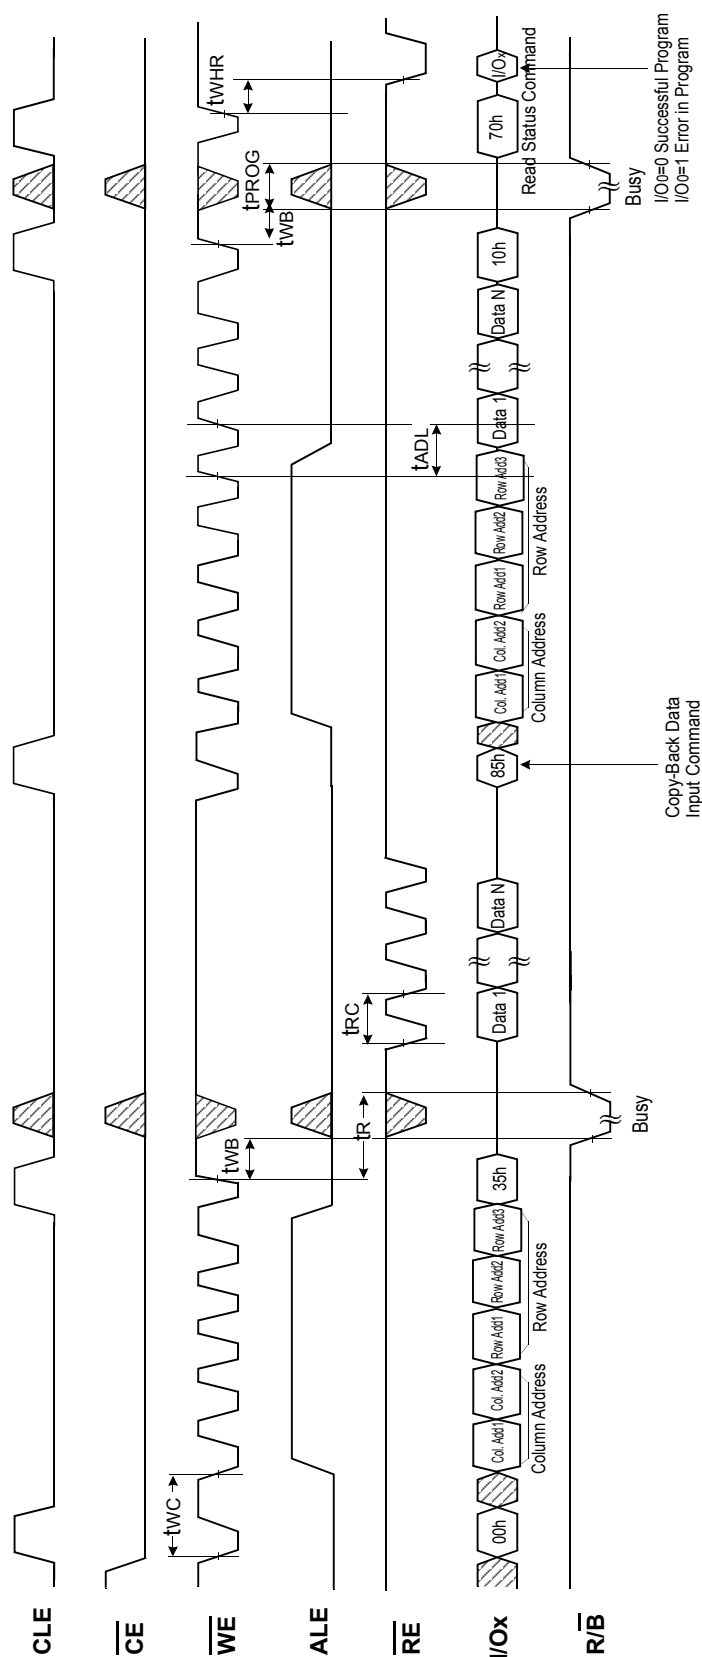 CLE
CE
WE
ALE
RE
I/Ox
R/B
tWC
tWB
tWB
tPROG
tWHR
tR
tRC
tADL
00h
Col. Add1
Col. Add2
Row Add1
Row Add2
Row Add3
35h
Column Address
Row Address
Data 1
Data N
85h
Col. Add1
Col. Add2
Row Add1
Row Add2
Row Add3
Data 1
Data N
10h
70h
I/Ox
Column Address
Row Address
Read Status Command
Busy
Busy
Copy-Back Data
Input Command
I/O0=0 Successful Program
I/O0=1 Error in Program